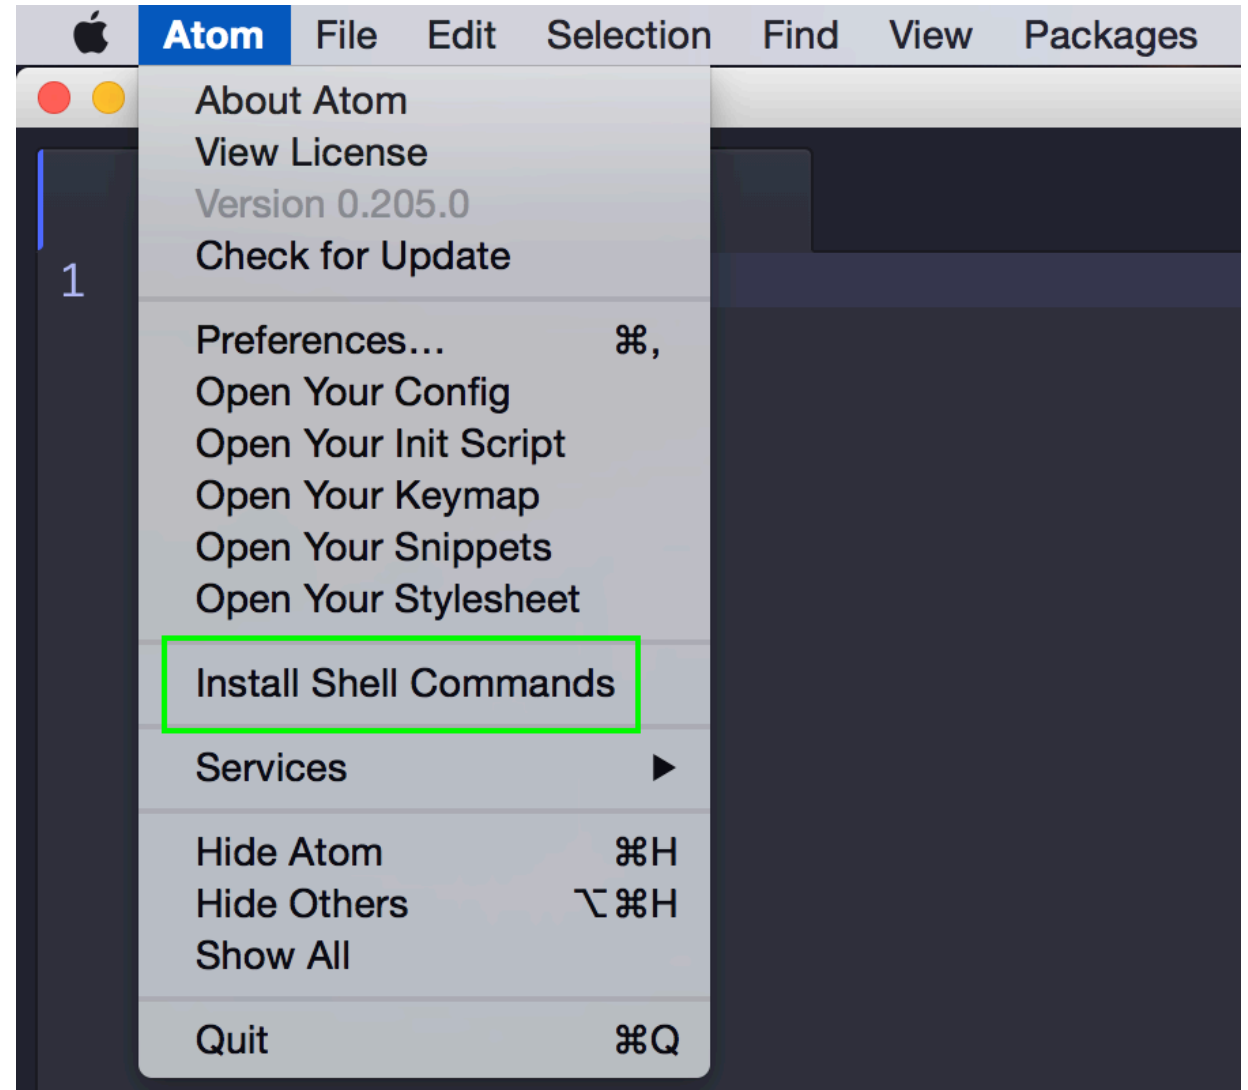 Atom File Edit Selection Find View Packages
About Atom
View License
Version 0.205.0
Check for Update
1
Preferences... ⌘,
Open Your Config
Open Your Init Script
Open Your Keymap
Open Your Snippets
Open Your Stylesheet
Install Shell Commands
Services ▶
Hide Atom ⌘H
Hide Others ⌥⌘H
Show All
Quit ⌘Q